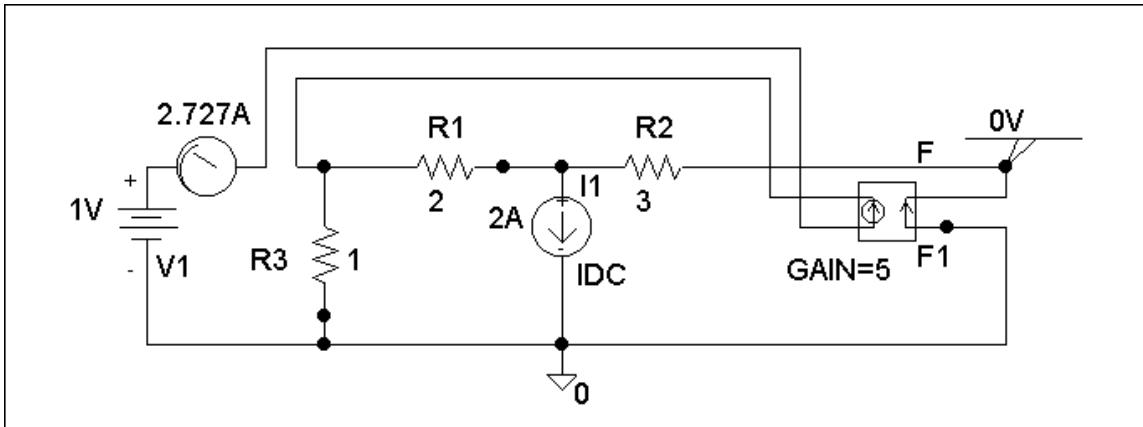 2.727A
R1
R2
0V
F
+
1V
-
V1
2
I1
3
2A
+
-
IDC
R3
1
GAIN=5
F1
0